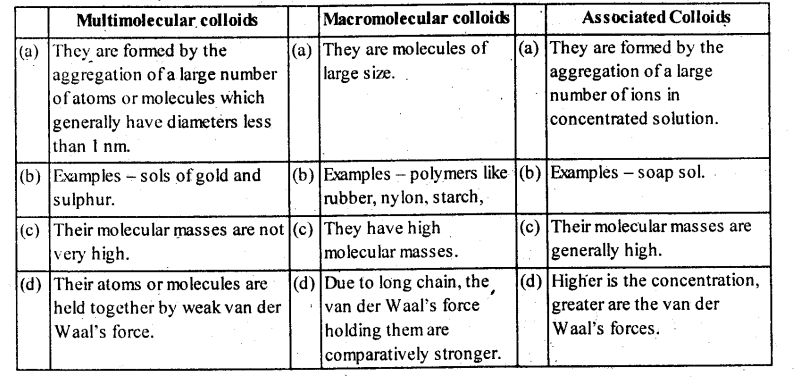 Multimolecular colloids
Macromolecular colloids
Associated Colloids
(a) They are formed by the
aggregation of a large number
of atoms or molecules which
generally have diameters less
than 1 nm.
(a) They are molecules of
large size.
(a) They are formed by the
aggregation of a large
number of ions in
concentrated solution.
(b) Examples – sols of gold and
sulphur.
(b) Examples – polymers like
rubber, nylon, starch,
(b) Examples – soap sol.
(c) Their molecular masses are not
very high.
(c) They have high
molecular masses.
(c) Their molecular masses are
generally high.
(d) Their atoms or molecules are
held together by weak van der
Waal's force.
(d) Due to long chain, the
van der Waal's force
holding them are
comparatively stronger.
(d) Higher is the concentration,
greater are the van der
Waal's forces.